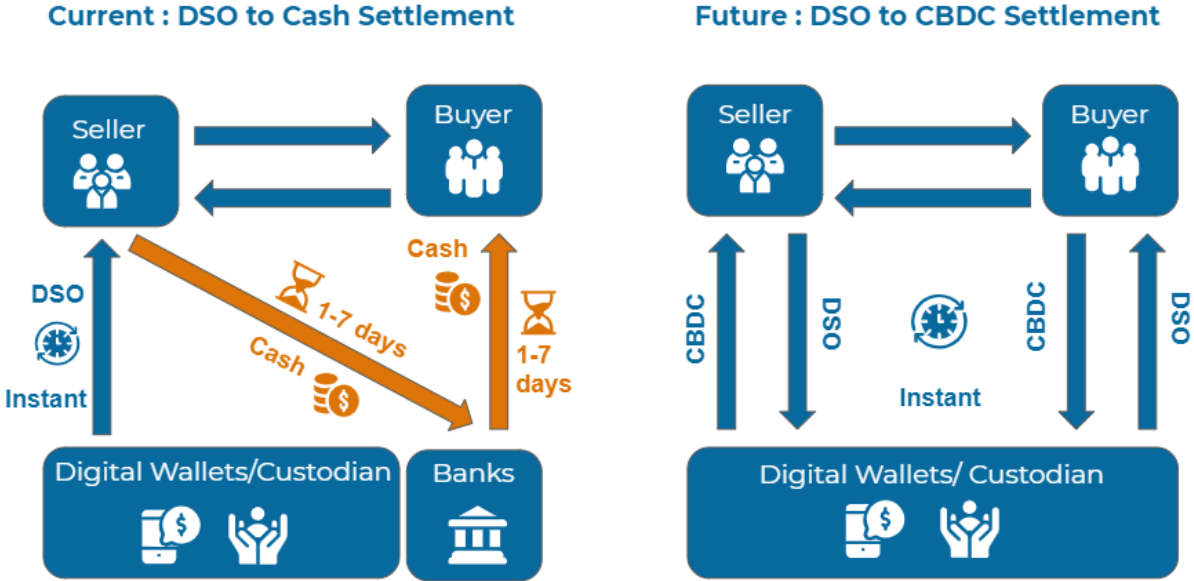 Current : DSO to Cash Settlement
Seller
Buyer
DSO
Instant
1-7 days
Cash
Cash
1-7
days
Digital Wallets/Custodian
$
Banks
Future : DSO to CBDC Settlement
Seller
Buyer
CBDC
DSO
Instant
CBDC
DSO
Digital Wallets/ Custodian
$